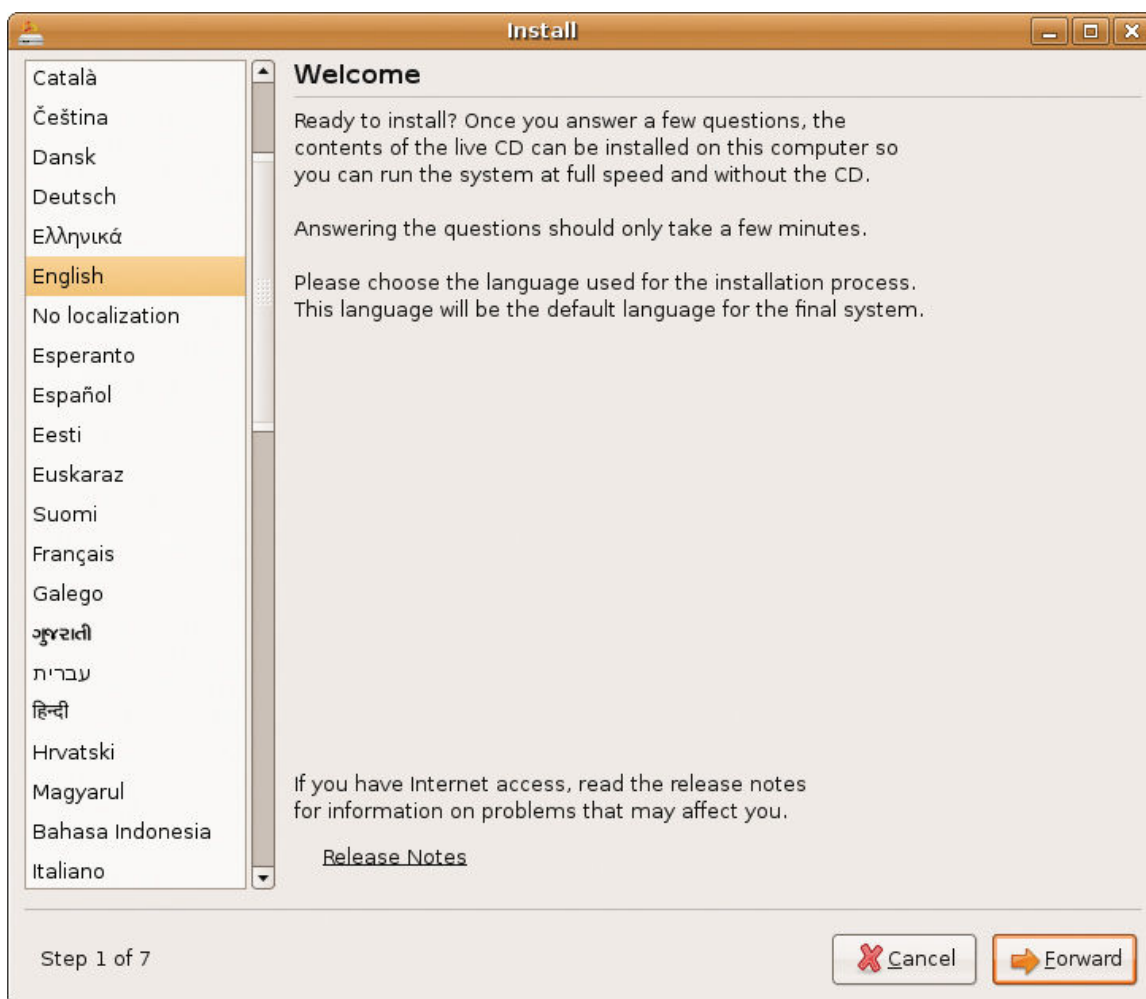 Install
Català
Čeština
Dansk
Deutsch
Ελληνικά
English
No localization
Esperanto
Español
Eesti
Euskaraz
Suomi
Français
Galego
ગુજરાતી
עברית
हिन्दी
Hrvatski
Magyarul
Bahasa Indonesia
Italiano
Welcome
Ready to install? Once you answer a few questions, the
contents of the live CD can be installed on this computer so
you can run the system at full speed and without the CD.
Answering the questions should only take a few minutes.
Please choose the language used for the installation process.
This language will be the default language for the final system.
If you have Internet access, read the release notes
for information on problems that may affect you.
Release Notes
Step 1 of 7
Cancel
Forward